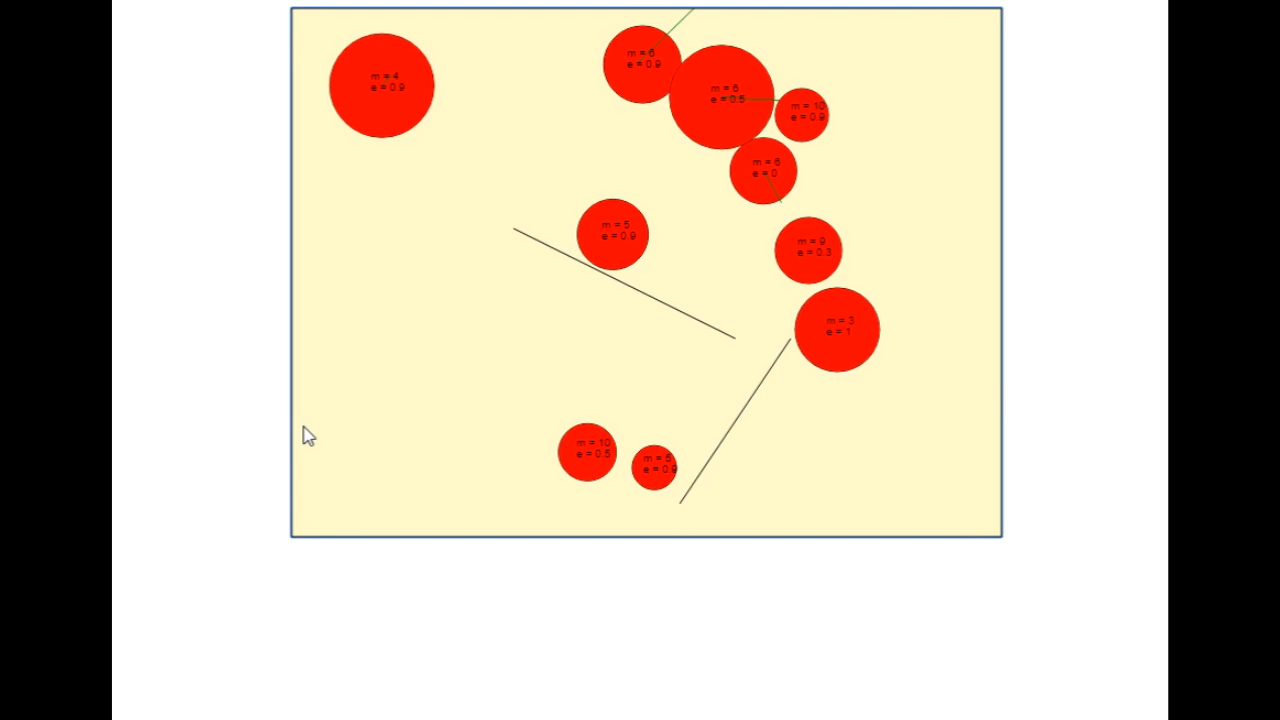 m = 4
e = 0.9
m = 6
e = 0.9
m = 6
e = 0.5
m = 10
e = 0.9
m = 6
e = 0
m = 5
e = 0.9
m = 9
e = 0.3
m = 3
e = 1
m = 10
e = 0.5
m = 5
e = 0.9